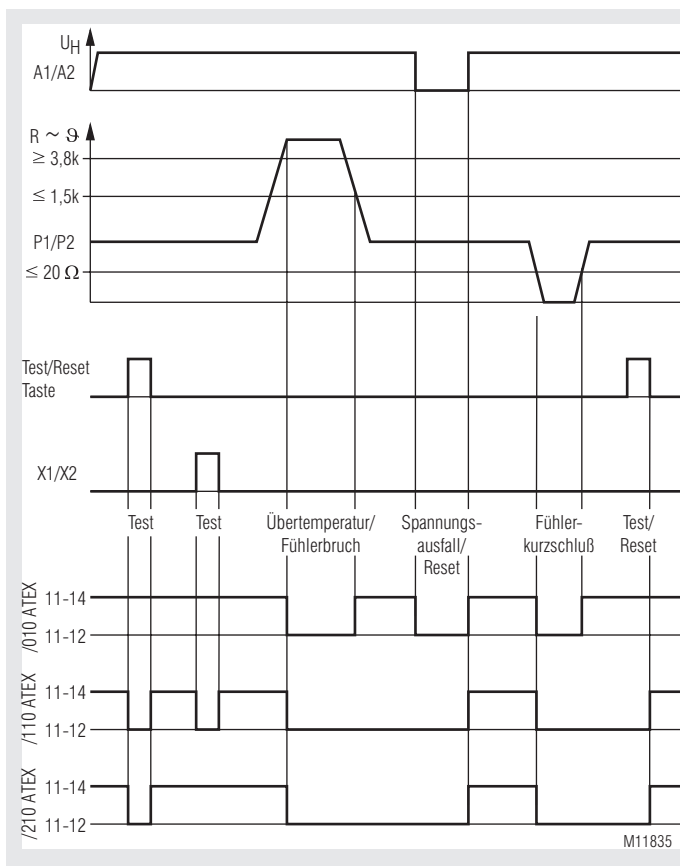 U_H
A1/A2
R ~ ϑ
≥ 3,8k
≤ 1,5k
P1/P2
≤ 20 Ω
Test/Reset
Taste
X1/X2
Test
Test
Übertemperatur/
Fühlerbruch
Spannungs-
ausfall/
Reset
Fühler-
kurzschluß
Test/
Reset
/010 ATEX
11-14
11-12
/110 ATEX
11-14
11-12
/210 ATEX
11-14
11-12
M11835